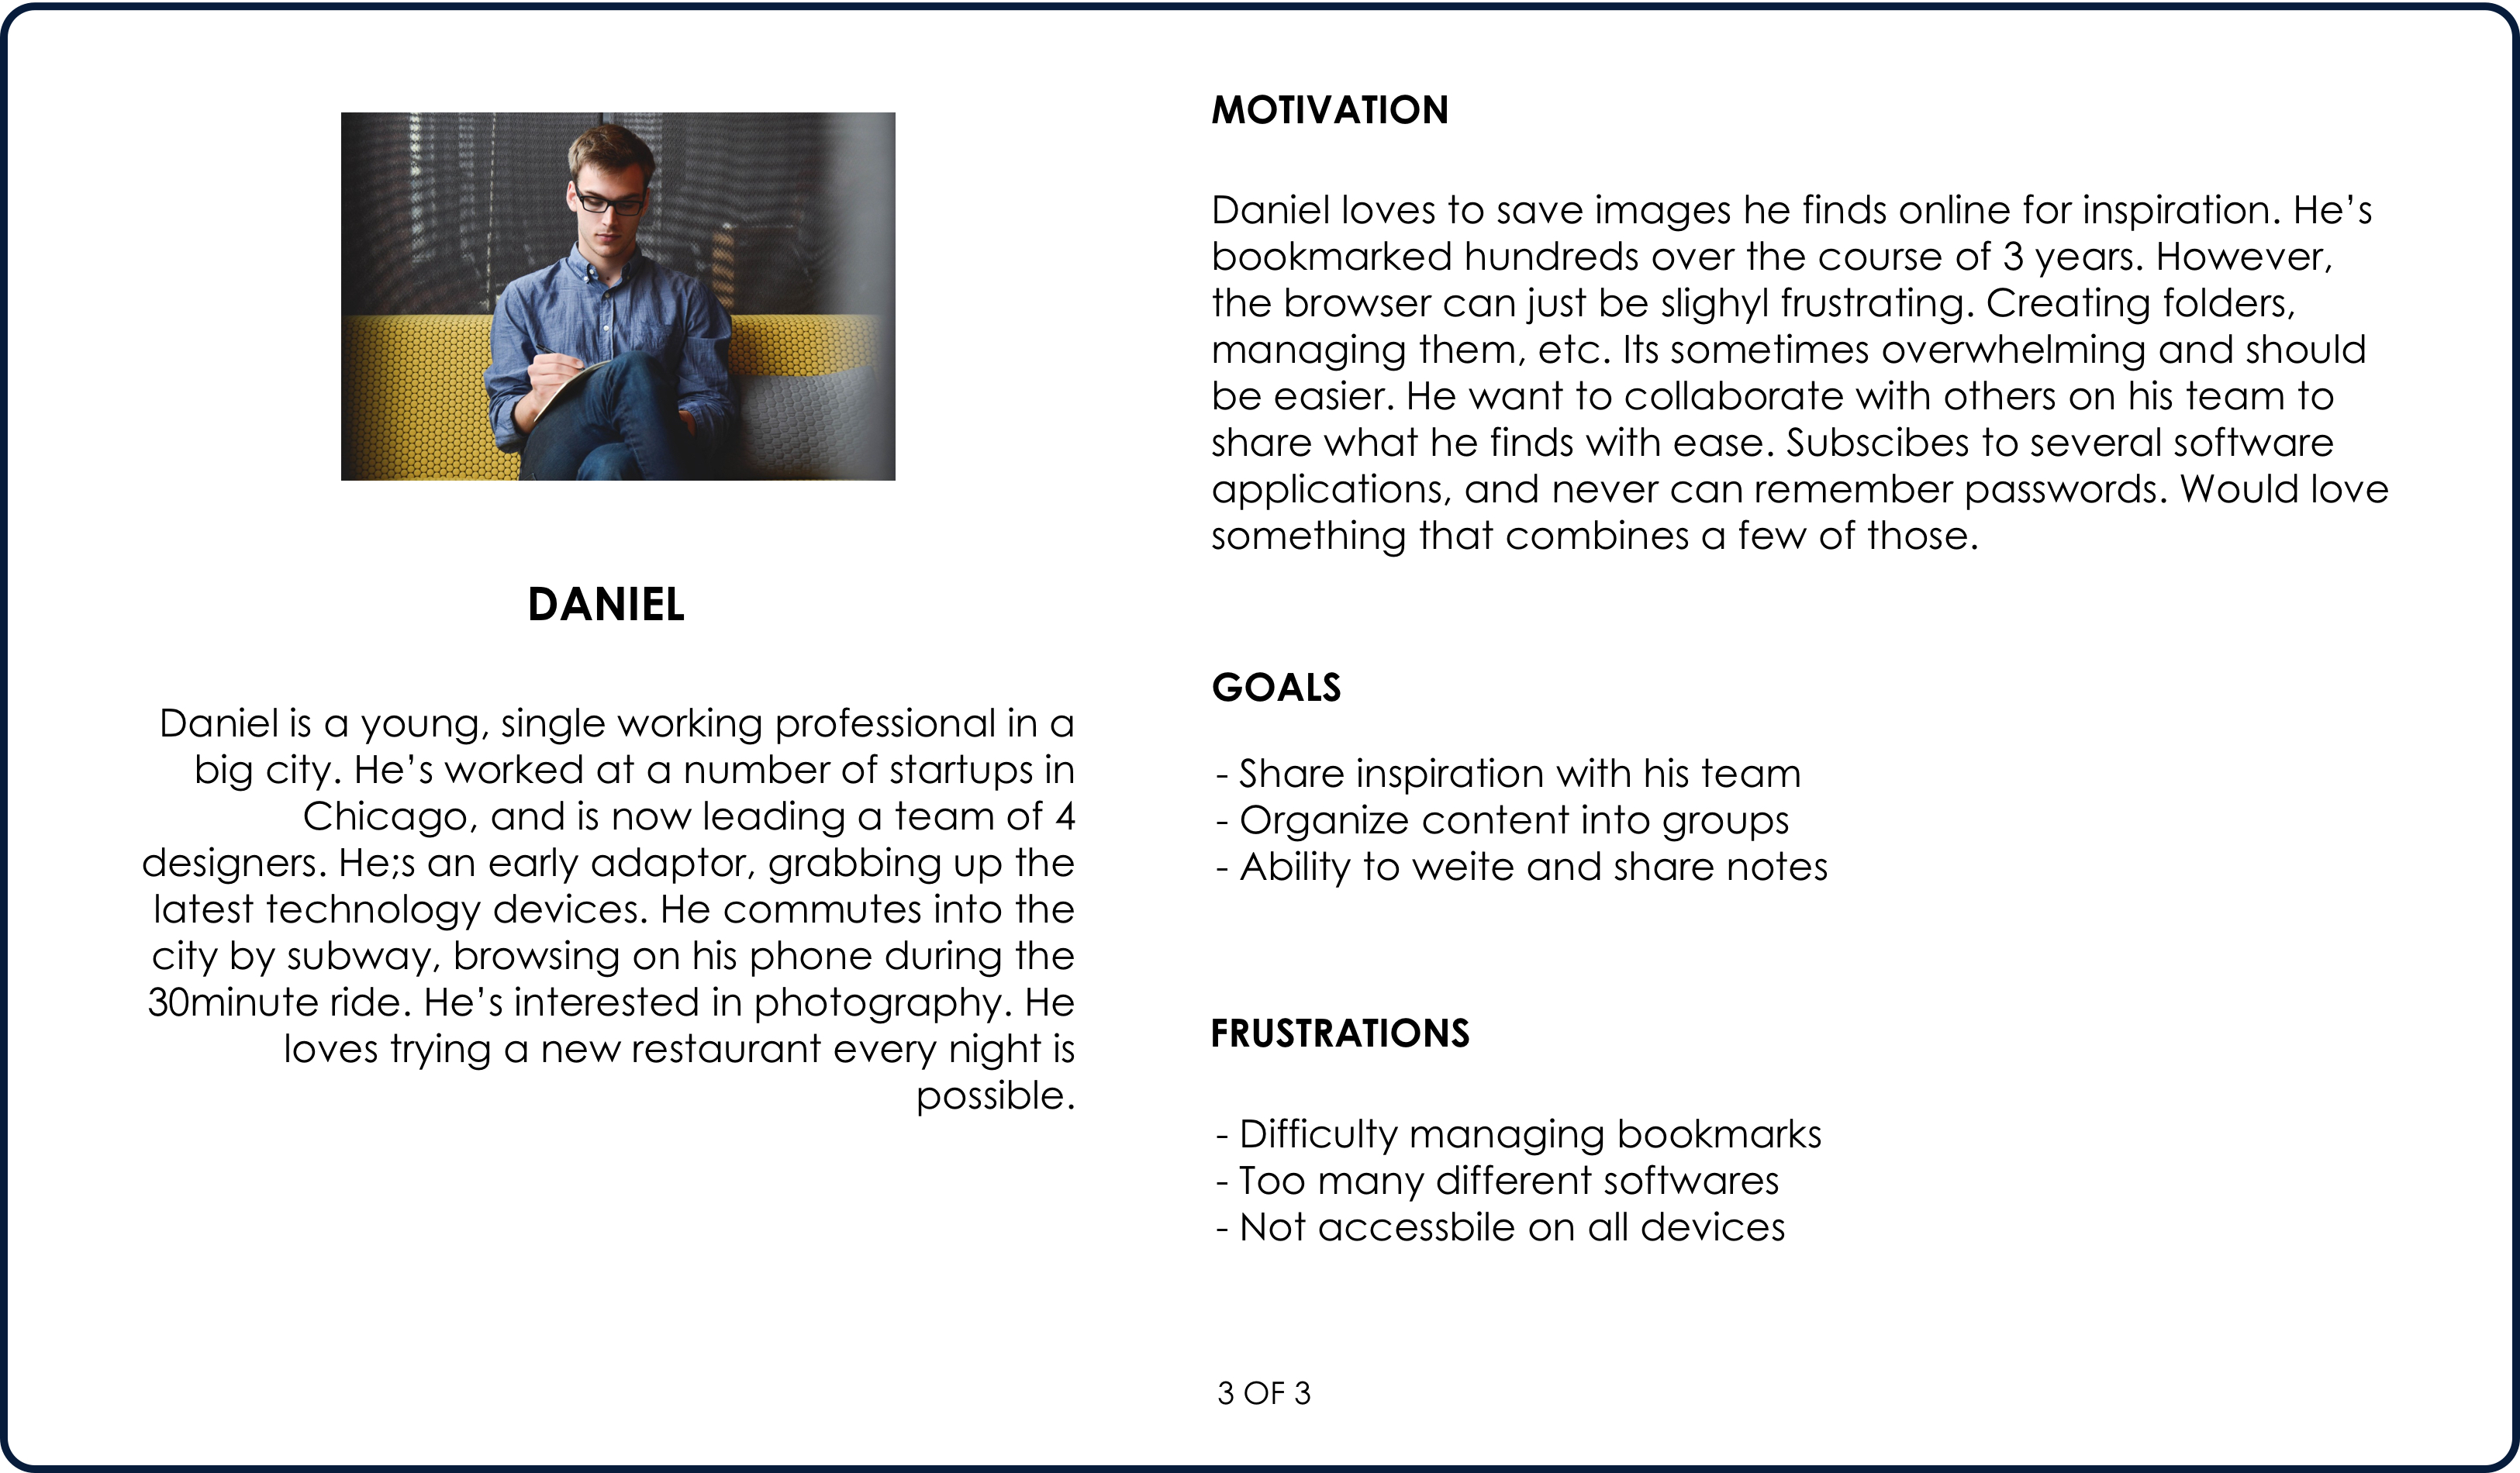 DANIEL
Daniel is a young, single working professional in a
big city. He’s worked at a number of startups in
Chicago, and is now leading a team of 4
designers. He;s an early adaptor, grabbing up the
latest technology devices. He commutes into the
city by subway, browsing on his phone during the
30minute ride. He’s interested in photography. He
loves trying a new restaurant every night is
possible.
MOTIVATION
Daniel loves to save images he finds online for inspiration. He’s
bookmarked hundreds over the course of 3 years. However,
the browser can just be slighyl frustrating. Creating folders,
managing them, etc. Its sometimes overwhelming and should
be easier. He want to collaborate with others on his team to
share what he finds with ease. Subscibes to several software
applications, and never can remember passwords. Would love
something that combines a few of those.
GOALS
- Share inspiration with his team
- Organize content into groups
- Ability to weite and share notes
FRUSTRATIONS
- Difficulty managing bookmarks
- Too many different softwares
- Not accessbile on all devices
3 OF 3